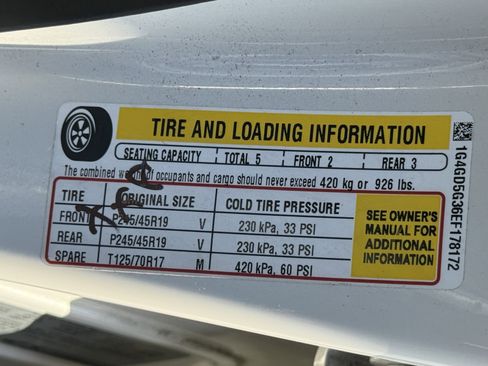 TIRE AND LOADING INFORMATION
SEATING CAPACITY TOTAL 5 FRONT 2 REAR 3
The combined weight of occupants and cargo should never exceed 420 kg or 926 lbs.
TIRE ORIGINAL SIZE COLD TIRE PRESSURE
FRONT P245/45R19 V 230 kPa, 33 PSI
REAR P245/45R19 V 230 kPa, 33 PSI
SPARE T125/70R17 M 420 kPa, 60 PSI
SEE OWNER'S
MANUAL FOR
ADDITIONAL
INFORMATION
1G4GD5G36EF178172